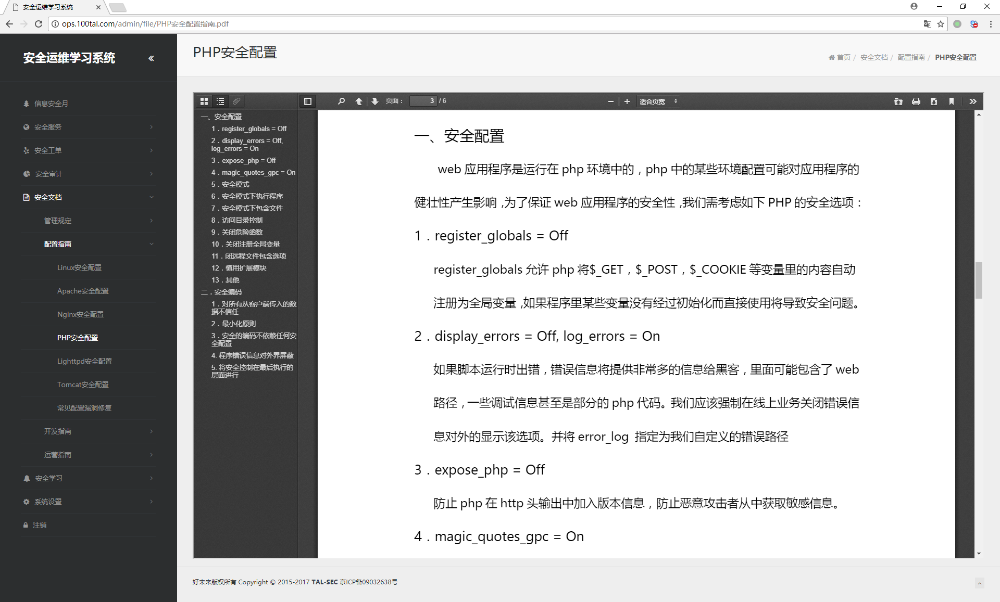 安全运维学习系统
ops.100tal.com/admin/file/PHP安全配置指南.pdf
安全运维学习系统
信息安全月
安全服务
安全工单
安全审计
安全文档
管理规定
配置指南
Linux安全配置
Apache安全配置
Nginx安全配置
PHP安全配置
Lighttpd安全配置
Tomcat安全配置
常见配置漏洞修复
开发指南
运营指南
安全学习
系统设置
注销
PHP安全配置
首页 / 安全文档 / 配置指南 / PHP安全配置
页面： 3 / 6
适合页宽
一、安全配置
1．register_globals = Off
2．display_errors = Off,
log_errors = On
3．expose_php = Off
4．magic_quotes_gpc = On
5．安全模式
6．安全模式下执行程序
7．安全模式下包含文件
8．访问目录控制
9．关闭危险函数
10．关闭注册全局变量
11．闭远程文件包含选项
12．慎用扩展模块
13．其他
二．安全编码
1．对所有从客户端传入的数
据不信任
2．最小化原则
3．安全的编码不依赖任何安
全配置
4. 程序错误信息对外界屏蔽
5. 将安全控制在最后执行的
层面进行
一、安全配置
web 应用程序是运行在 php 环境中的，php 中的某些环境配置可能对应用程序的
健壮性产生影响，为了保证 web 应用程序的安全性，我们需考虑如下 PHP 的安全选项：
1．register_globals = Off
register_globals 允许 php 将$_GET，$_POST，$_COOKIE 等变量里的内容自动
注册为全局变量，如果程序里某些变量没有经过初始化而直接使用将导致安全问题。
2．display_errors = Off, log_errors = On
如果脚本运行时出错，错误信息将提供非常多的信息给黑客，里面可能包含了 web
路径，一些调试信息甚至是部分的 php 代码。我们应该强制在线上业务关闭错误信
息对外的显示该选项。并将 error_log 指定为我们自定义的错误路径
3．expose_php = Off
防止 php 在 http 头输出中加入版本信息，防止恶意攻击者从中获取敏感信息。
4．magic_quotes_gpc = On
好未来版权所有 Copyright © 2015-2017 TAL-SEC 京ICP备09032638号